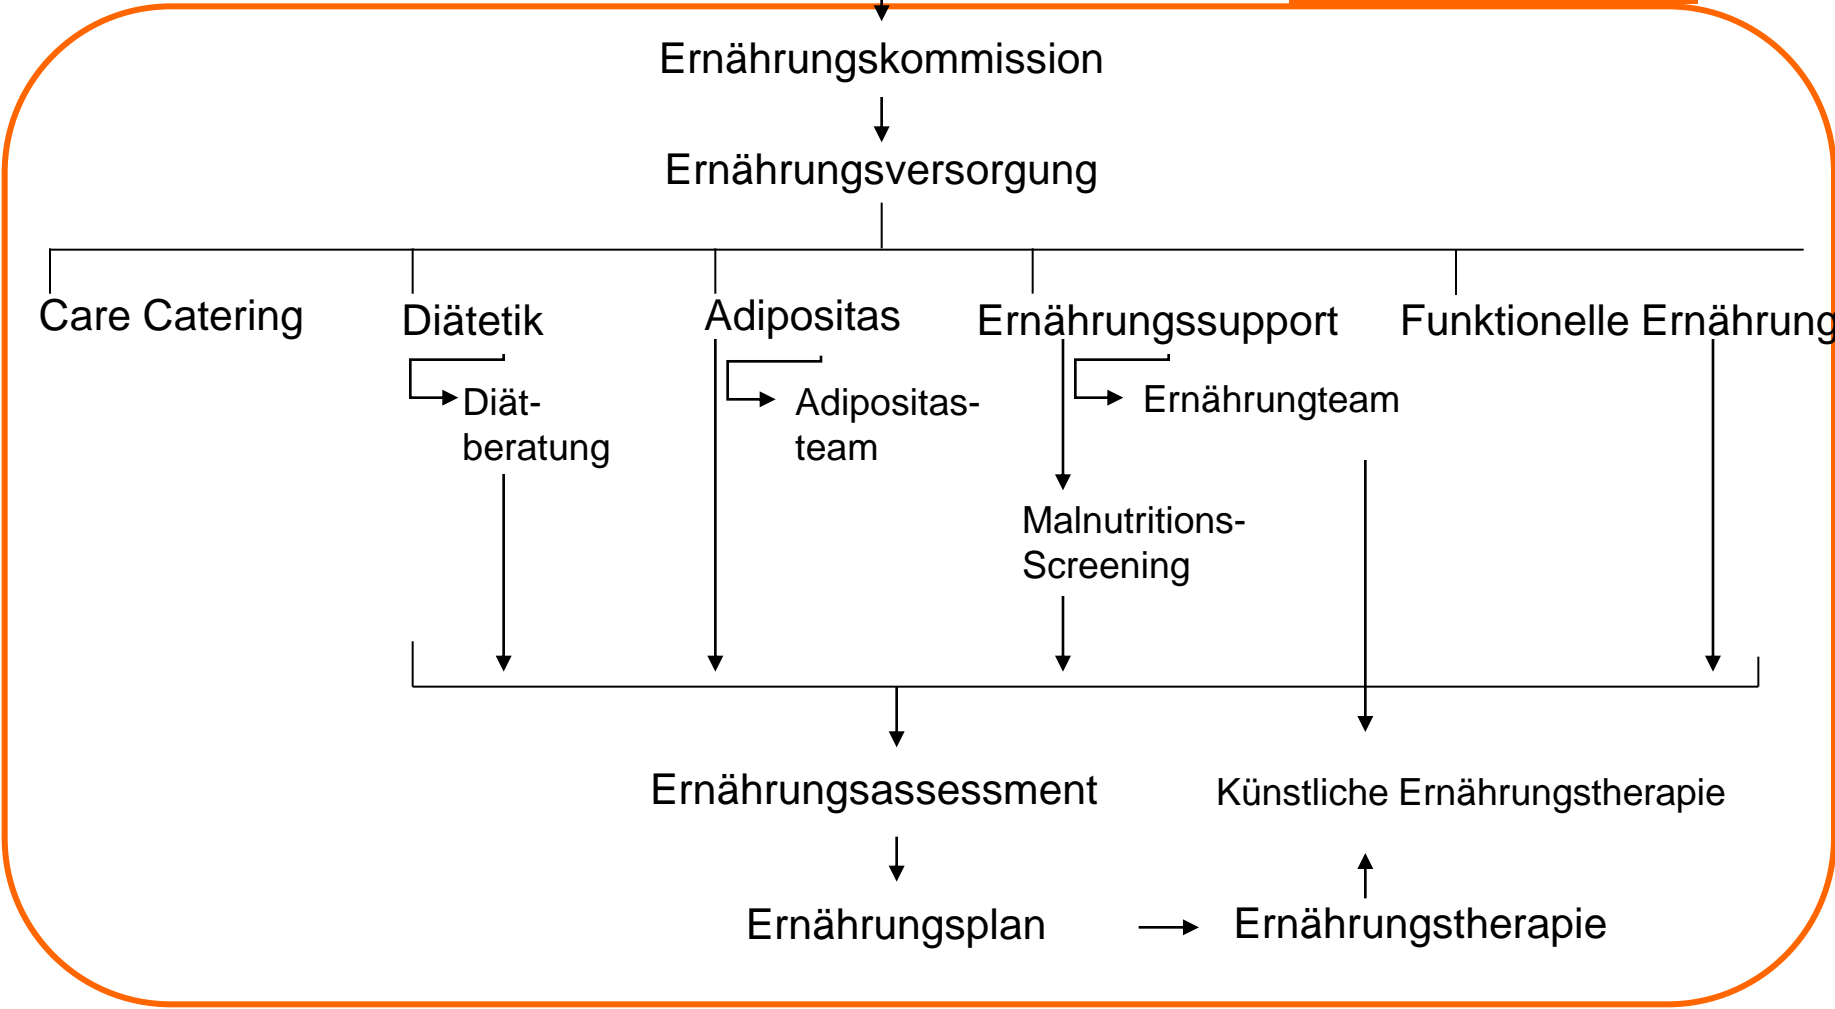 Ernährungskommission
Ernährungsversorgung
Care Catering
Diätetik
Adipositas
Ernährungssupport
Funktionelle Ernährung
Diät-
beratung
Adipositas-
team
Ernährungteam
Malnutritions-
Screening
Ernährungsassessment
Künstliche Ernährungstherapie
Ernährungsplan
Ernährungstherapie